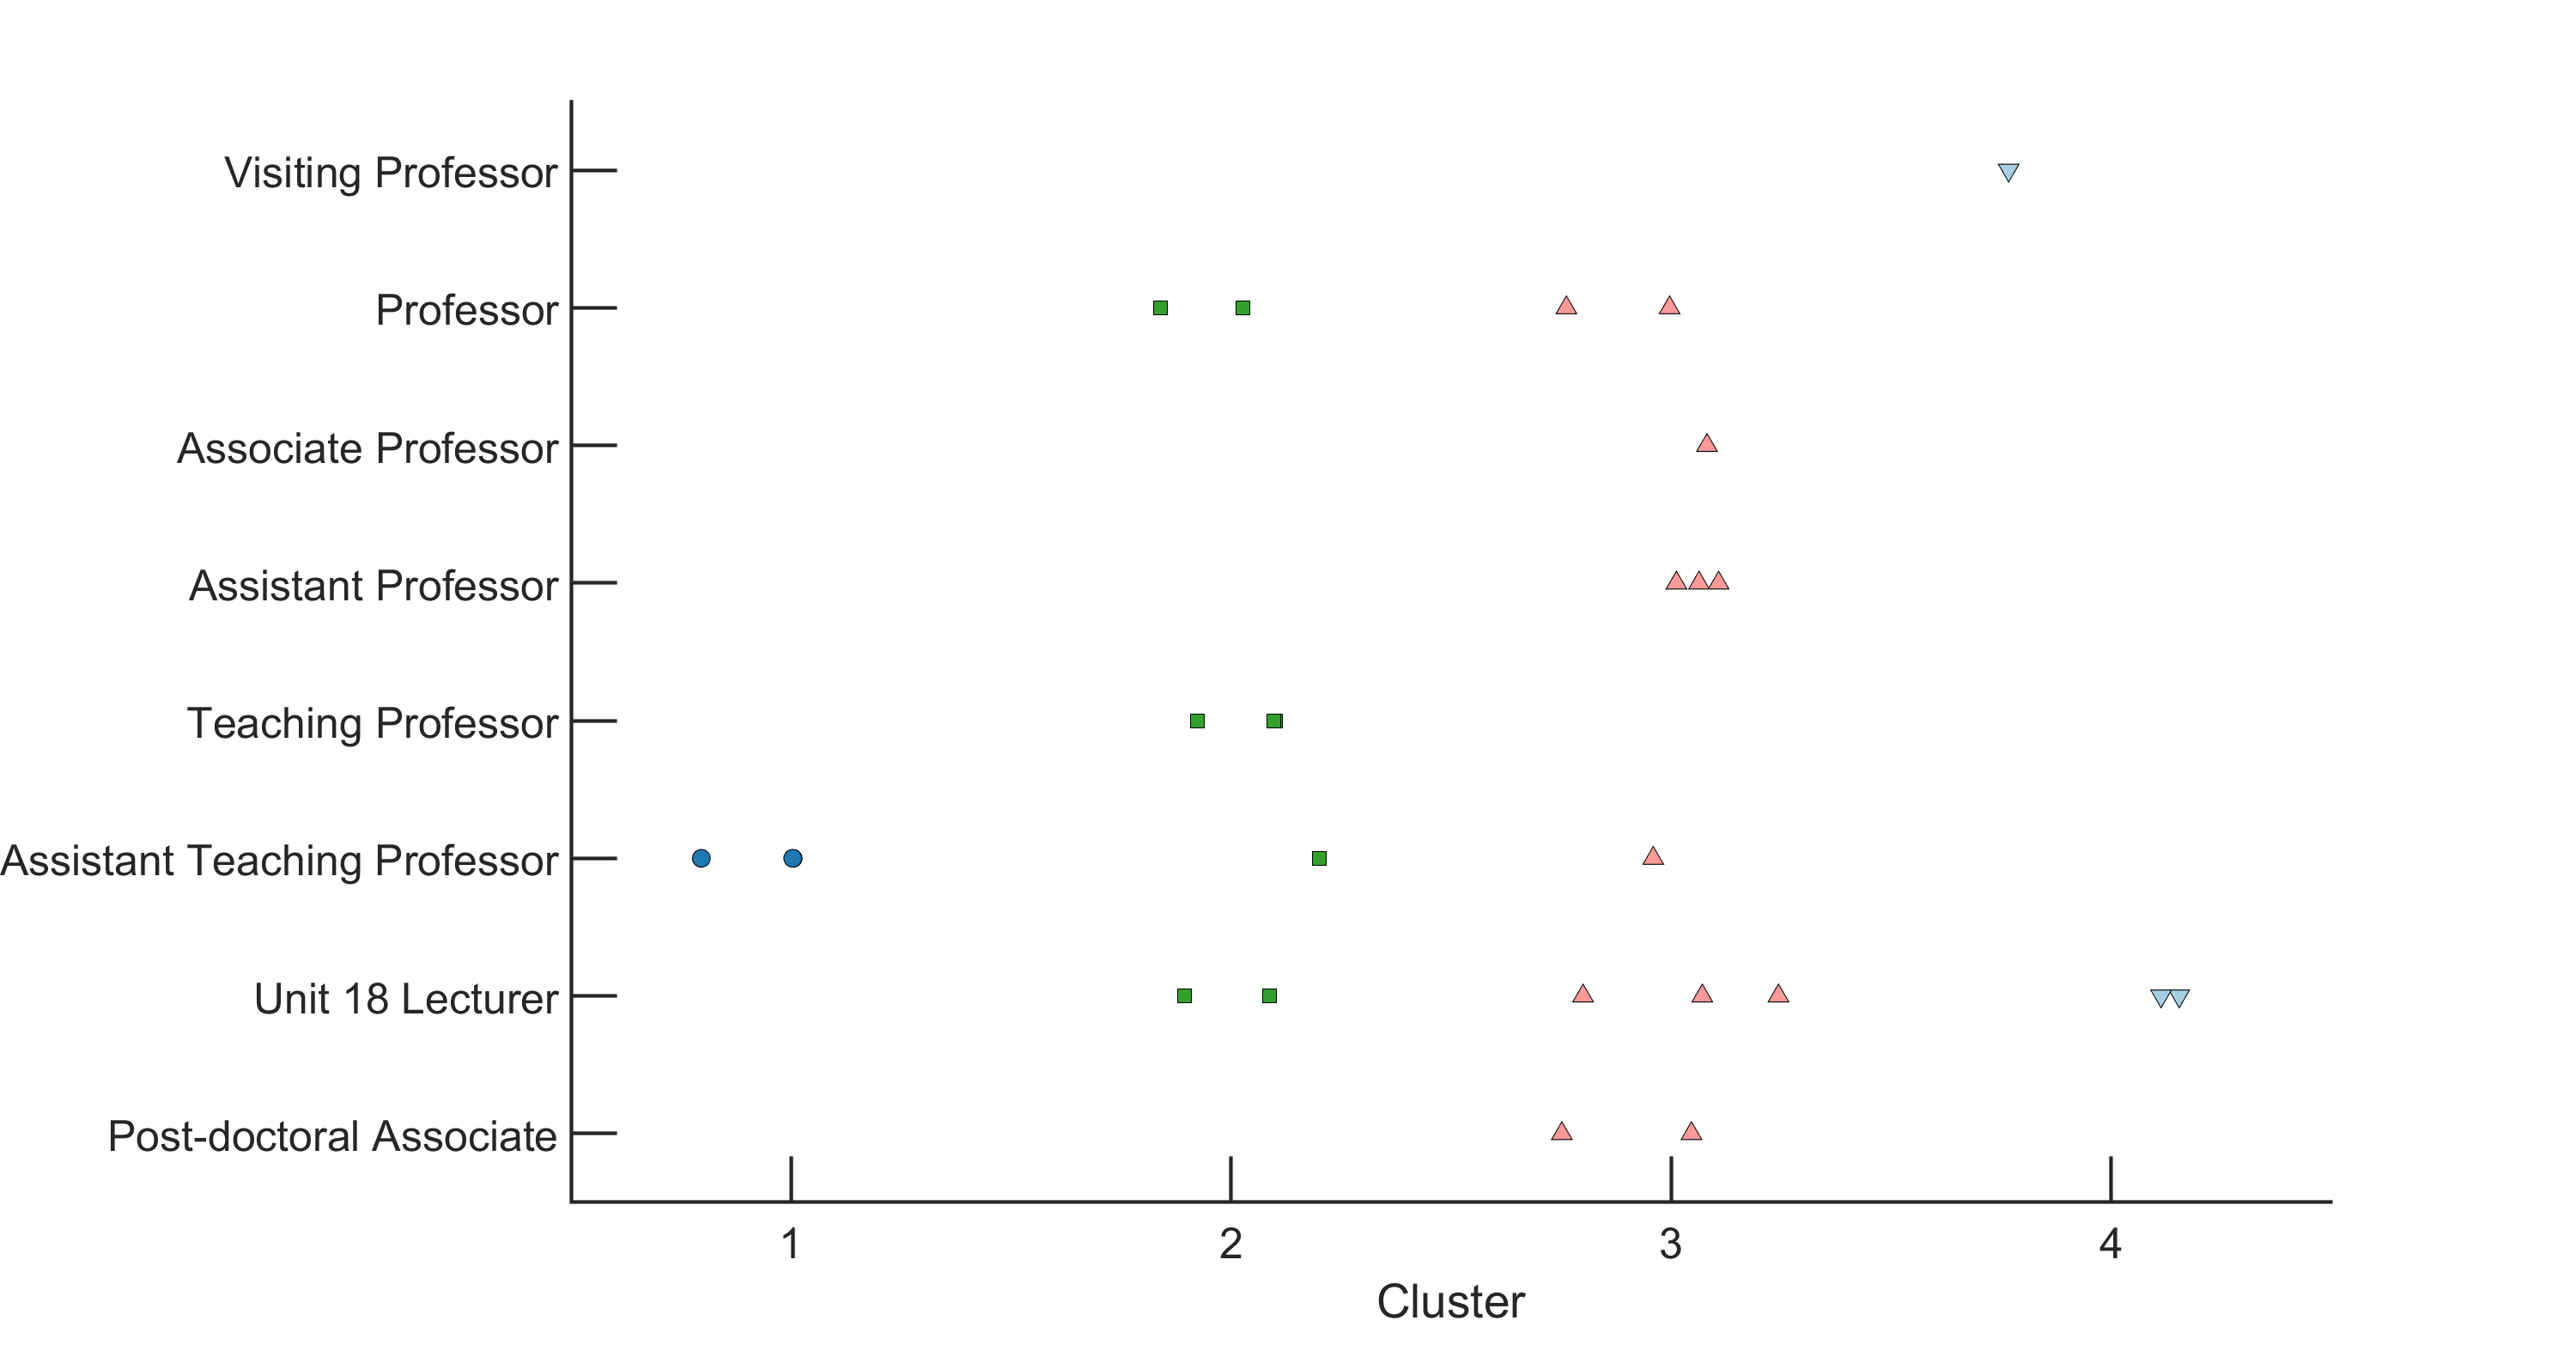 Visiting Professor
Professor
Associate Professor
Assistant Professor
Teaching Professor
Assistant Teaching Professor
Unit 18 Lecturer
Post-doctoral Associate
1 2 3 4
Cluster